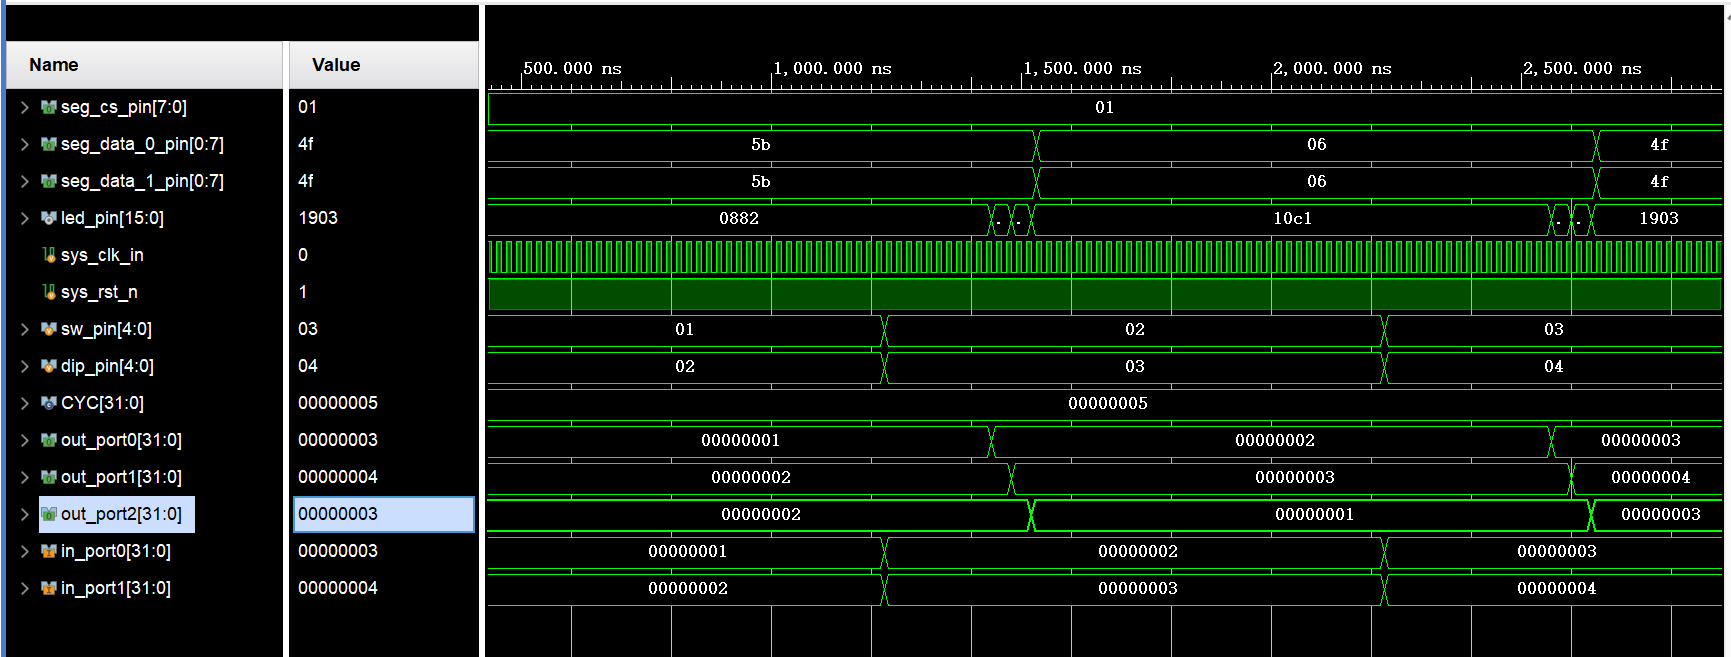 Name Value
500.000 ns 1,000.000 ns 1,500.000 ns 2,000.000 ns 2,500.000 ns
seg_cs_pin[7:0] 01 01
seg_data_0_pin[0:7] 4f 5b 06 4f
seg_data_1_pin[0:7] 4f 5b 06 4f
led_pin[15:0] 1903 0882 . . 10c1 . . 1903
sys_clk_in 0
sys_rst_n 1
sw_pin[4:0] 03 01 02 03
dip_pin[4:0] 04 02 03 04
CYC[31:0] 00000005 00000005
out_port0[31:0] 00000003 00000001 00000002 00000003
out_port1[31:0] 00000004 00000002 00000003 00000004
out_port2[31:0] 00000003 00000002 00000001 00000003
in_port0[31:0] 00000003 00000001 00000002 00000003
in_port1[31:0] 00000004 00000002 00000003 00000004